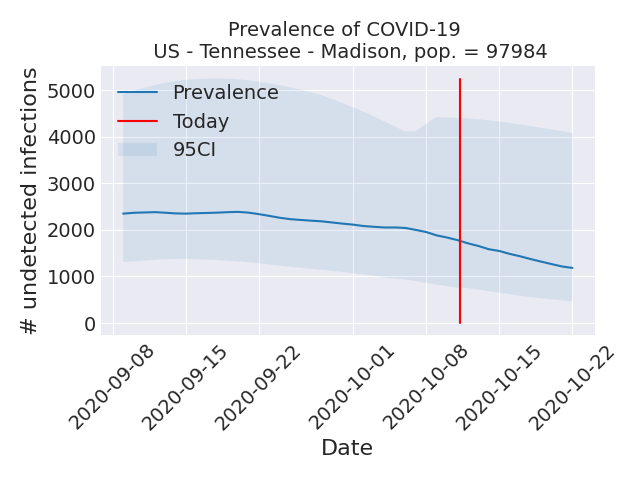 Prevalence of COVID-19
US - Tennessee - Madison, pop. = 97984
# undetected infections
5000
4000
3000
2000
1000
0
Prevalence
Today
95CI
2020-09-08
2020-09-15
2020-09-22
2020-10-01
2020-10-08
2020-10-15
2020-10-22
Date